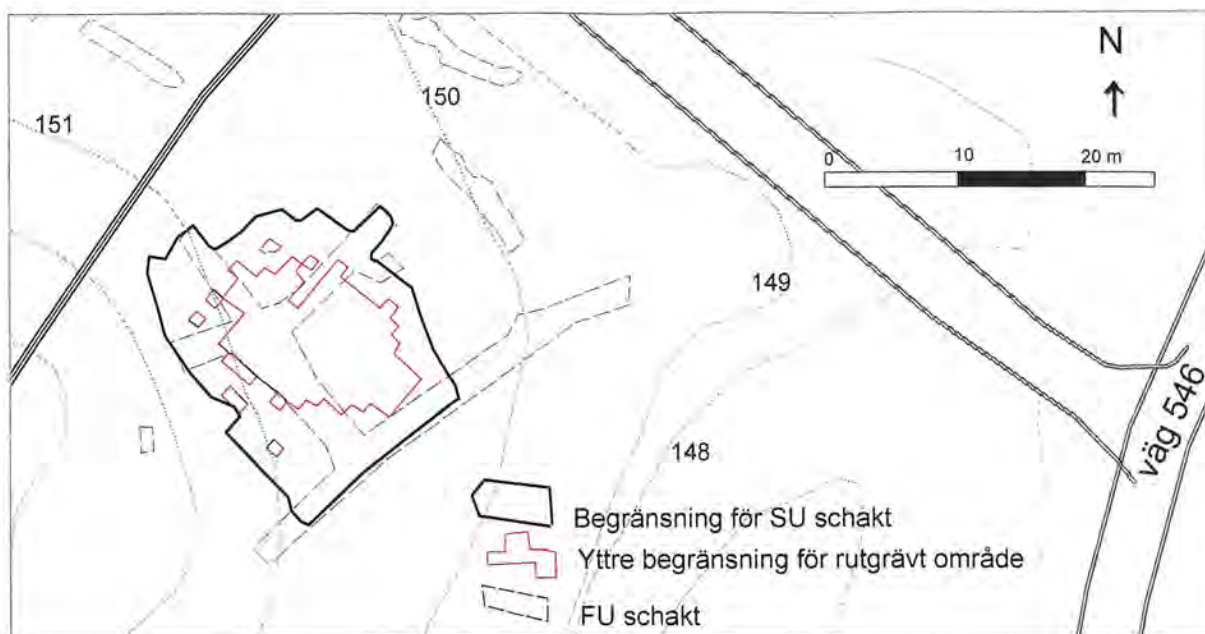 N
150
151
0 10 20 m
149
väg 546
148
Begränsning för SU schakt
Yttre begränsning för rutgrävt område
FU schakt